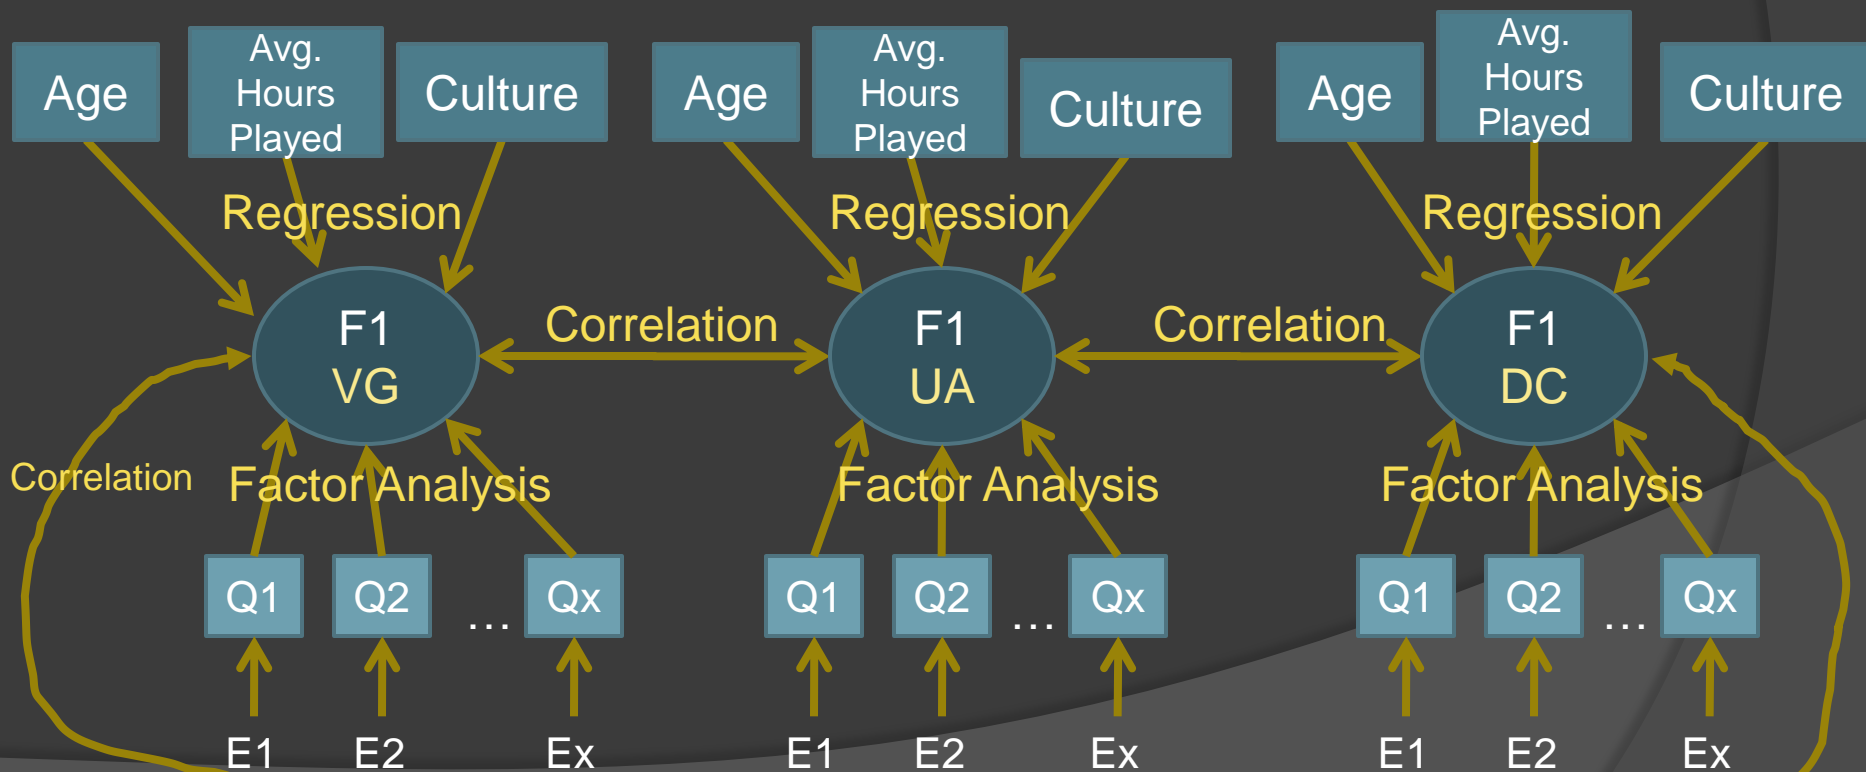 Age
Avg.
Hours
Played
Culture
Age
Avg.
Hours
Played
Culture
Age
Avg.
Hours
Played
Culture
Regression
Regression
Regression
F1
VG
Correlation
F1
UA
Correlation
F1
DC
Correlation
Factor Analysis
Factor Analysis
Factor Analysis
Q1
Q2
...
Qx
Q1
Q2
...
Qx
Q1
Q2
...
Qx
E1
E2
Ex
E1
E2
Ex
E1
E2
Ex